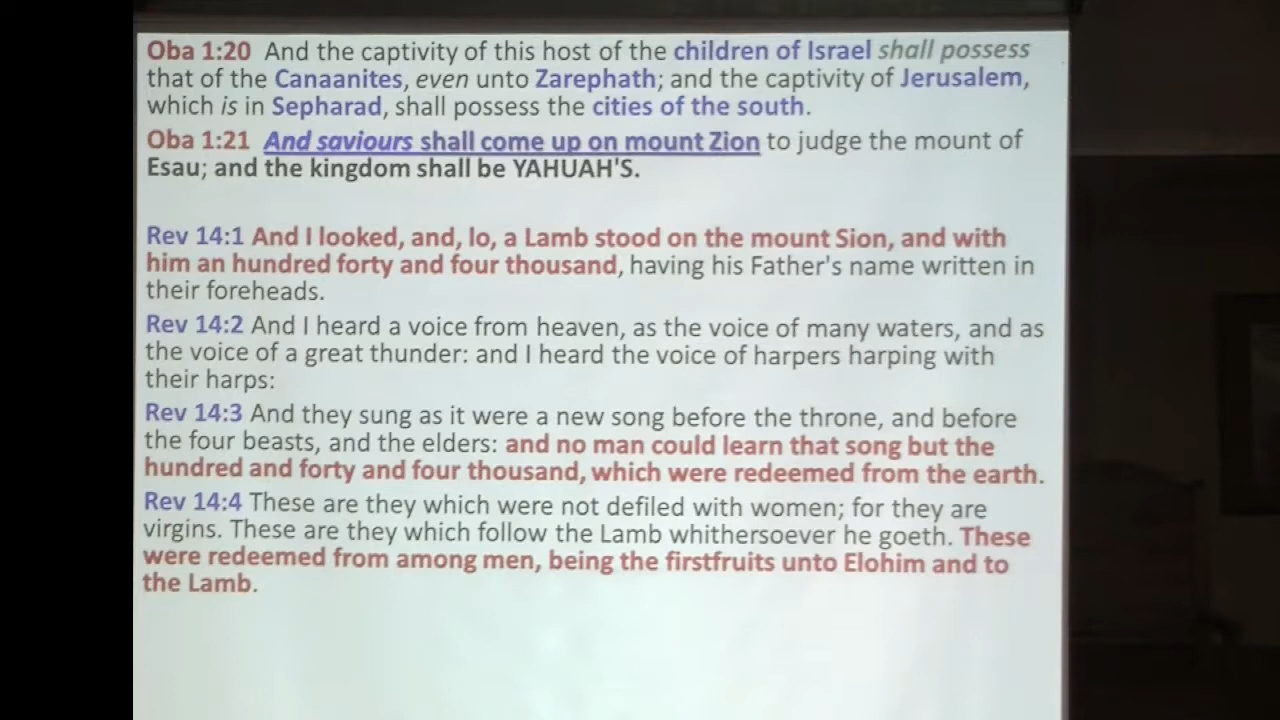 Oba 1:20 And the captivity of this host of the children of Israel shall possess
that of the Canaanites, even unto Zarephath; and the captivity of Jerusalem,
which is in Sepharad, shall possess the cities of the south.
Oba 1:21 And saviours shall come up on mount Zion to judge the mount of
Esau; and the kingdom shall be YAHUAH'S.
Rev 14:1 And I looked, and, lo, a Lamb stood on the mount Sion, and with
him an hundred forty and four thousand, having his Father's name written in
their foreheads.
Rev 14:2 And I heard a voice from heaven, as the voice of many waters, and as
the voice of a great thunder: and I heard the voice of harpers harping with
their harps:
Rev 14:3 And they sung as it were a new song before the throne, and before
the four beasts, and the elders: and no man could learn that song but the
hundred and forty and four thousand, which were redeemed from the earth.
Rev 14:4 These are they which were not defiled with women; for they are
virgins. These are they which follow the Lamb whithersoever he goeth. These
were redeemed from among men, being the firstfruits unto Elohim and to
the Lamb.